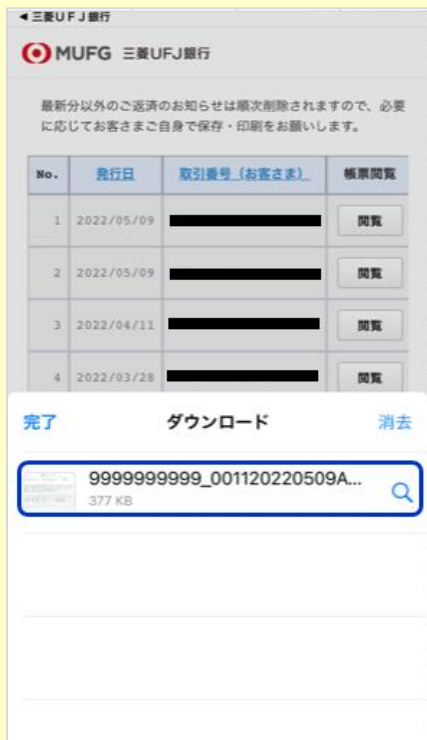 ◀三菱UFJ銀行
MUFG 三菱UFJ銀行
最新分以外のご返済のお知らせは順次削除されますので、必要
に応じてお客さまご自身で保存・印刷をお願いします。
No. 発行日 取引番号（お客さま） 帳票閲覧
1 2022/05/09 閲覧
2 2022/05/09 閲覧
3 2022/04/11 閲覧
4 2022/03/28 閲覧
完了 ダウンロード 消去
9999999999_001120220509A...
377 KB